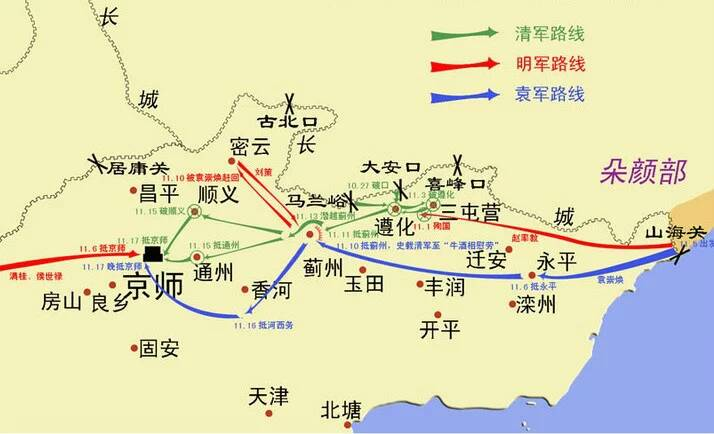 清军路线
明军路线
袁军路线
长
城
古北口
长
密云
居庸关
11.10 被袁崇焕赶回
刘策
大安口
喜峰口
朵颜部
昌平
顺义
马兰峪
10.27 破口
11.3 破遵化
11.15 破顺义
11.13 潜越蓟州
三屯营
城
遵化
山海关
11.6 抵京师
11.17 抵京师
11.15 抵通州
11.11 抵蓟州
11.1 殉国
赵率教
11.10 抵蓟州，史载清军至“牛酒相慰劳”
满桂、侯世禄
11.17 晚抵京师
京师
通州
蓟州
迁安
永平
袁崇焕
房山
良乡
香河
玉田
丰润
11.6 抵永平
滦州
11.16 抵河西务
开平
固安
天津
北塘